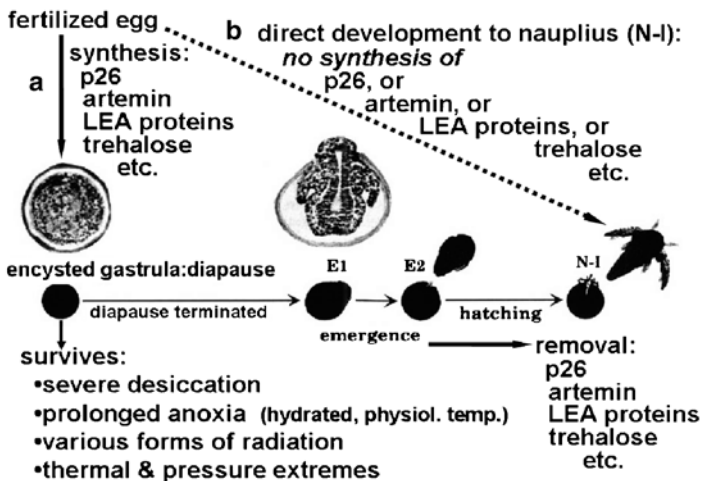 fertilized egg
b direct development to nauplius (N-I):
no synthesis of
p26, or
artemin, or
LEA proteins, or
trehalose
etc.
a
synthesis:
p26
artemin
LEA proteins
trehalose
etc.
encysted gastrula:diapause
E1
E2
N-I
diapause terminated
emergence
hatching
survives:
•severe desiccation
•prolonged anoxia (hydrated, physiol. temp.)
•various forms of radiation
•thermal & pressure extremes
removal:
p26
artemin
LEA proteins
trehalose
etc.